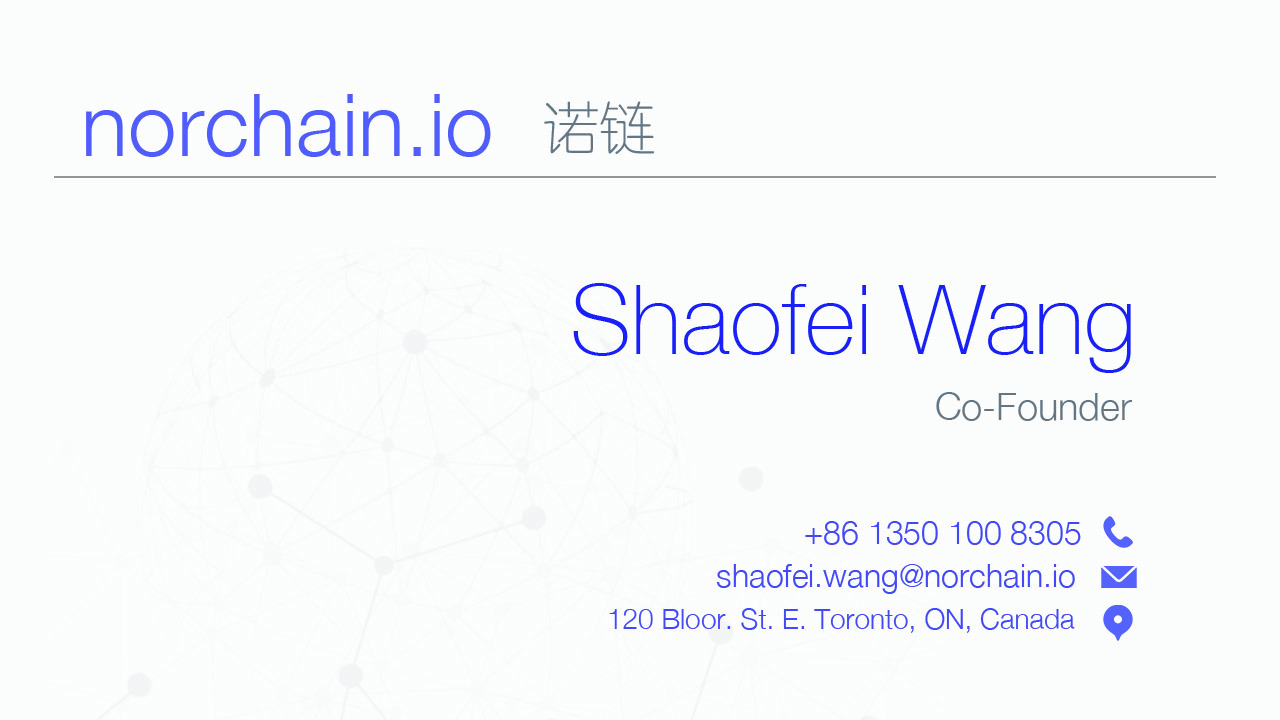 norchain.io 诺链
Shaofei Wang
Co-Founder
+86 1350 100 8305
shaofei.wang@norchain.io
120 Bloor. St. E. Toronto, ON, Canada